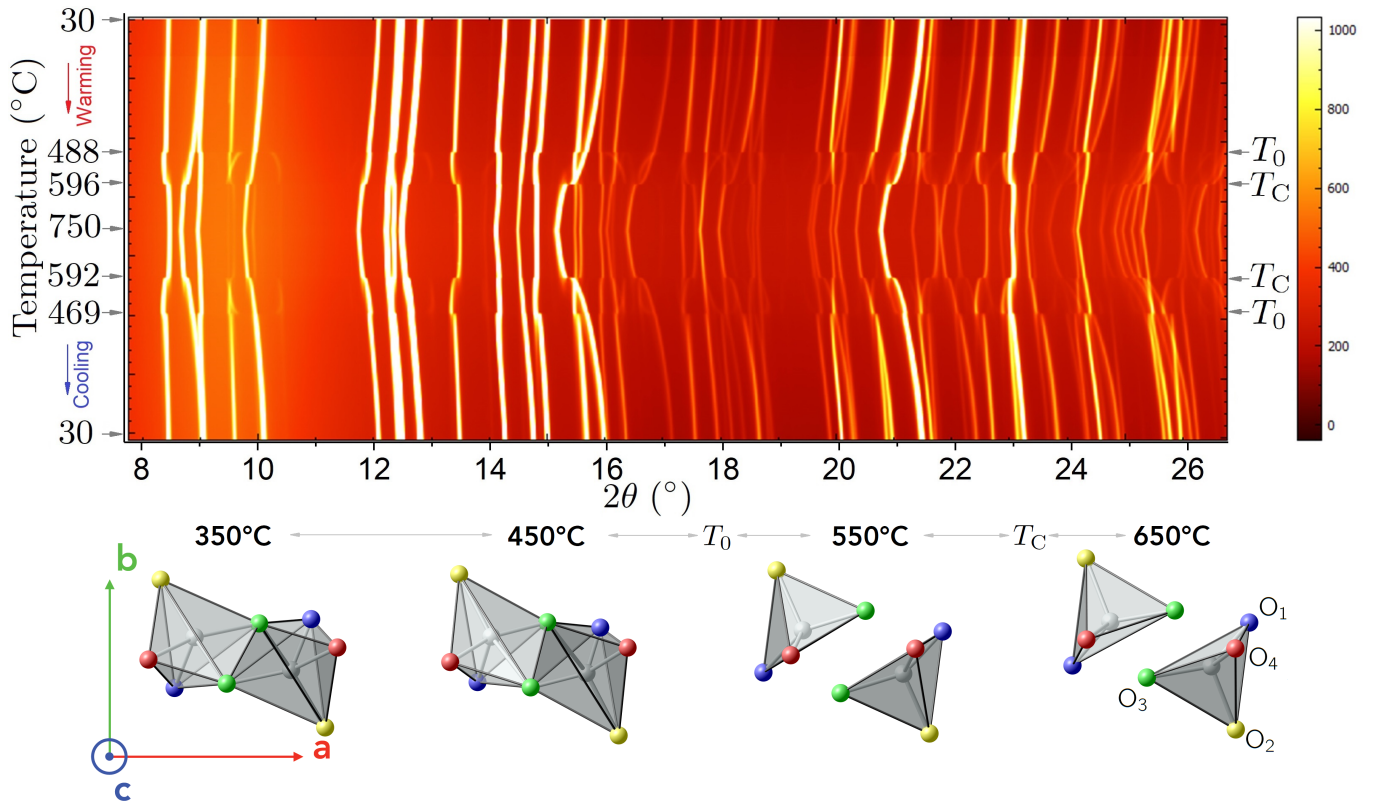 30
Warming
488
596
750
592
469
Cooling
30
Temperature (°C)
T0
TC
TC
T0
8 10 12 14 16 18 20 22 24 26
2θ (°)
1000
800
600
400
200
0
350°C 450°C T0 550°C TC 650°C
b
a
c
O1
O4
O3
O2